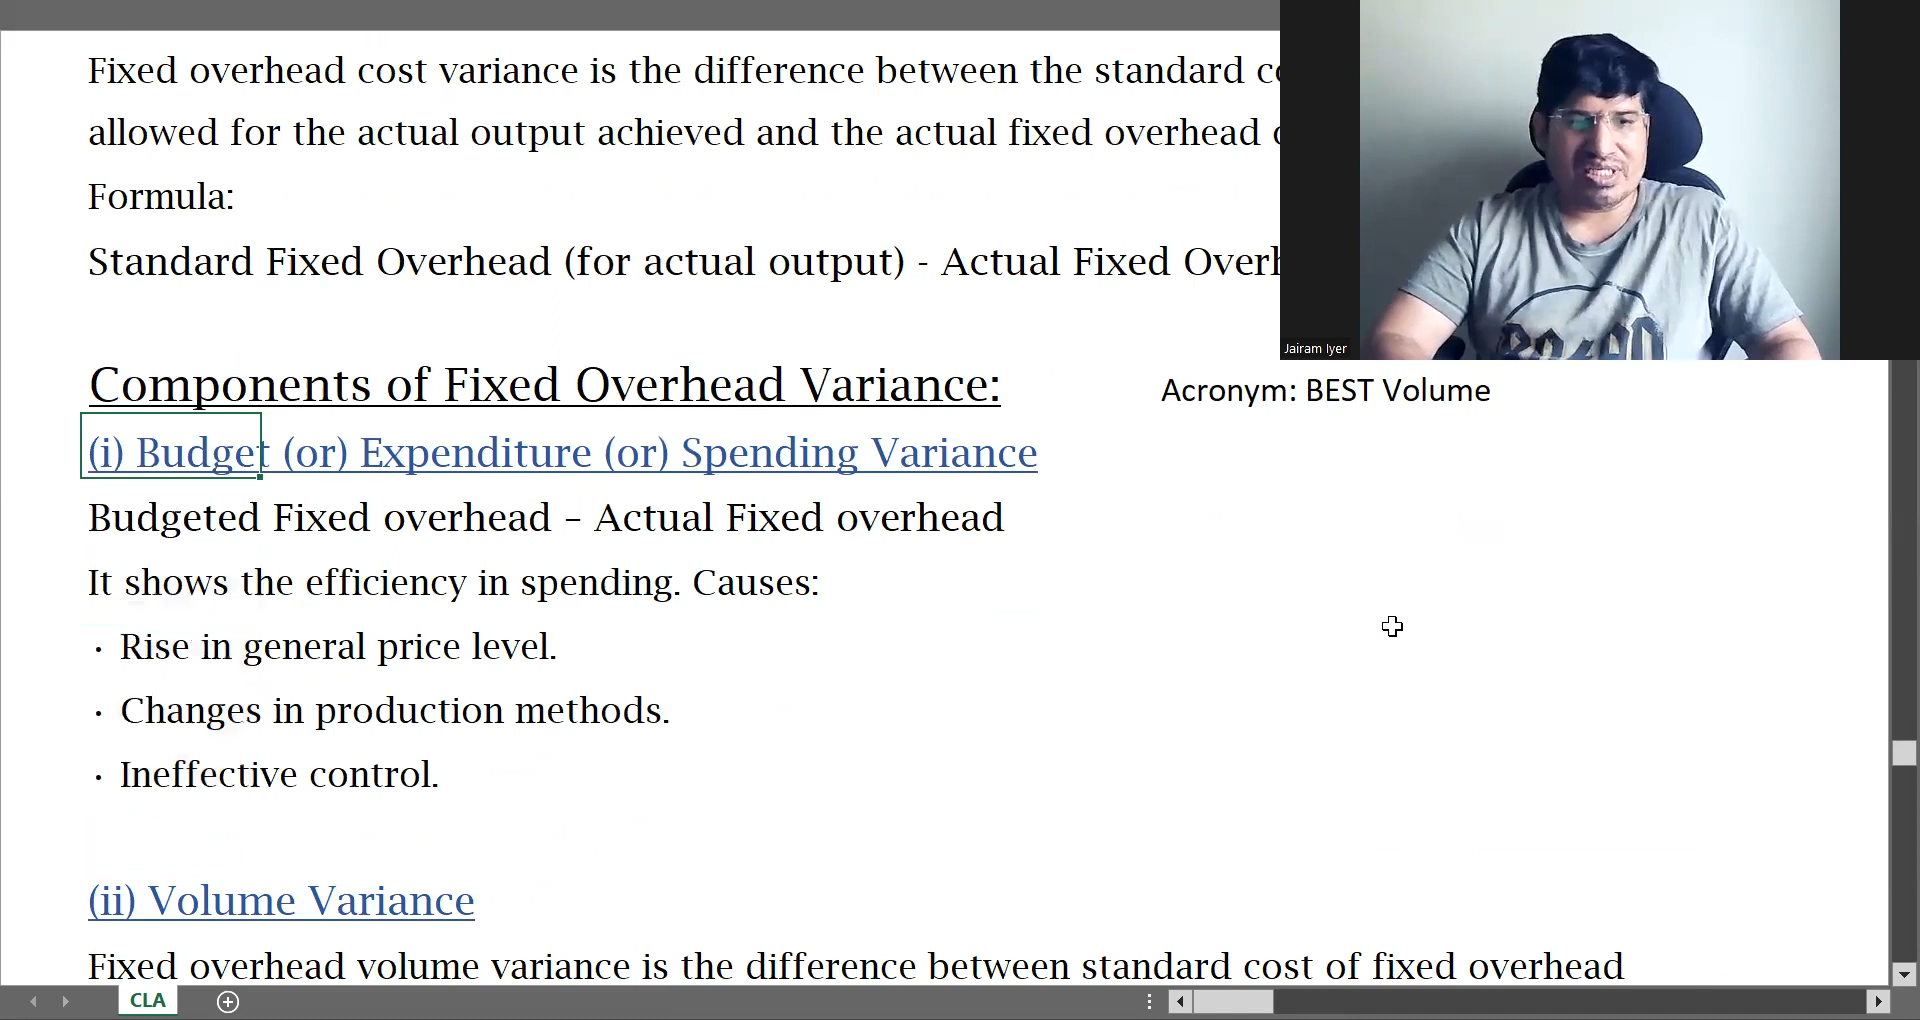 Fixed overhead cost variance is the difference between the standard
allowed for the actual output achieved and the actual fixed overhead
Formula:
Standard Fixed Overhead (for actual output) - Actual Fixed
Jairam Iyer
Components of Fixed Overhead Variance:
Acronym: BEST Volume
(i) Budget (or) Expenditure (or) Spending Variance
Budgeted Fixed overhead – Actual Fixed overhead
It shows the efficiency in spending. Causes:
· Rise in general price level.
· Changes in production methods.
· Ineffective control.
(ii) Volume Variance
Fixed overhead volume variance is the difference between standard cost of fixed overhead
CLA